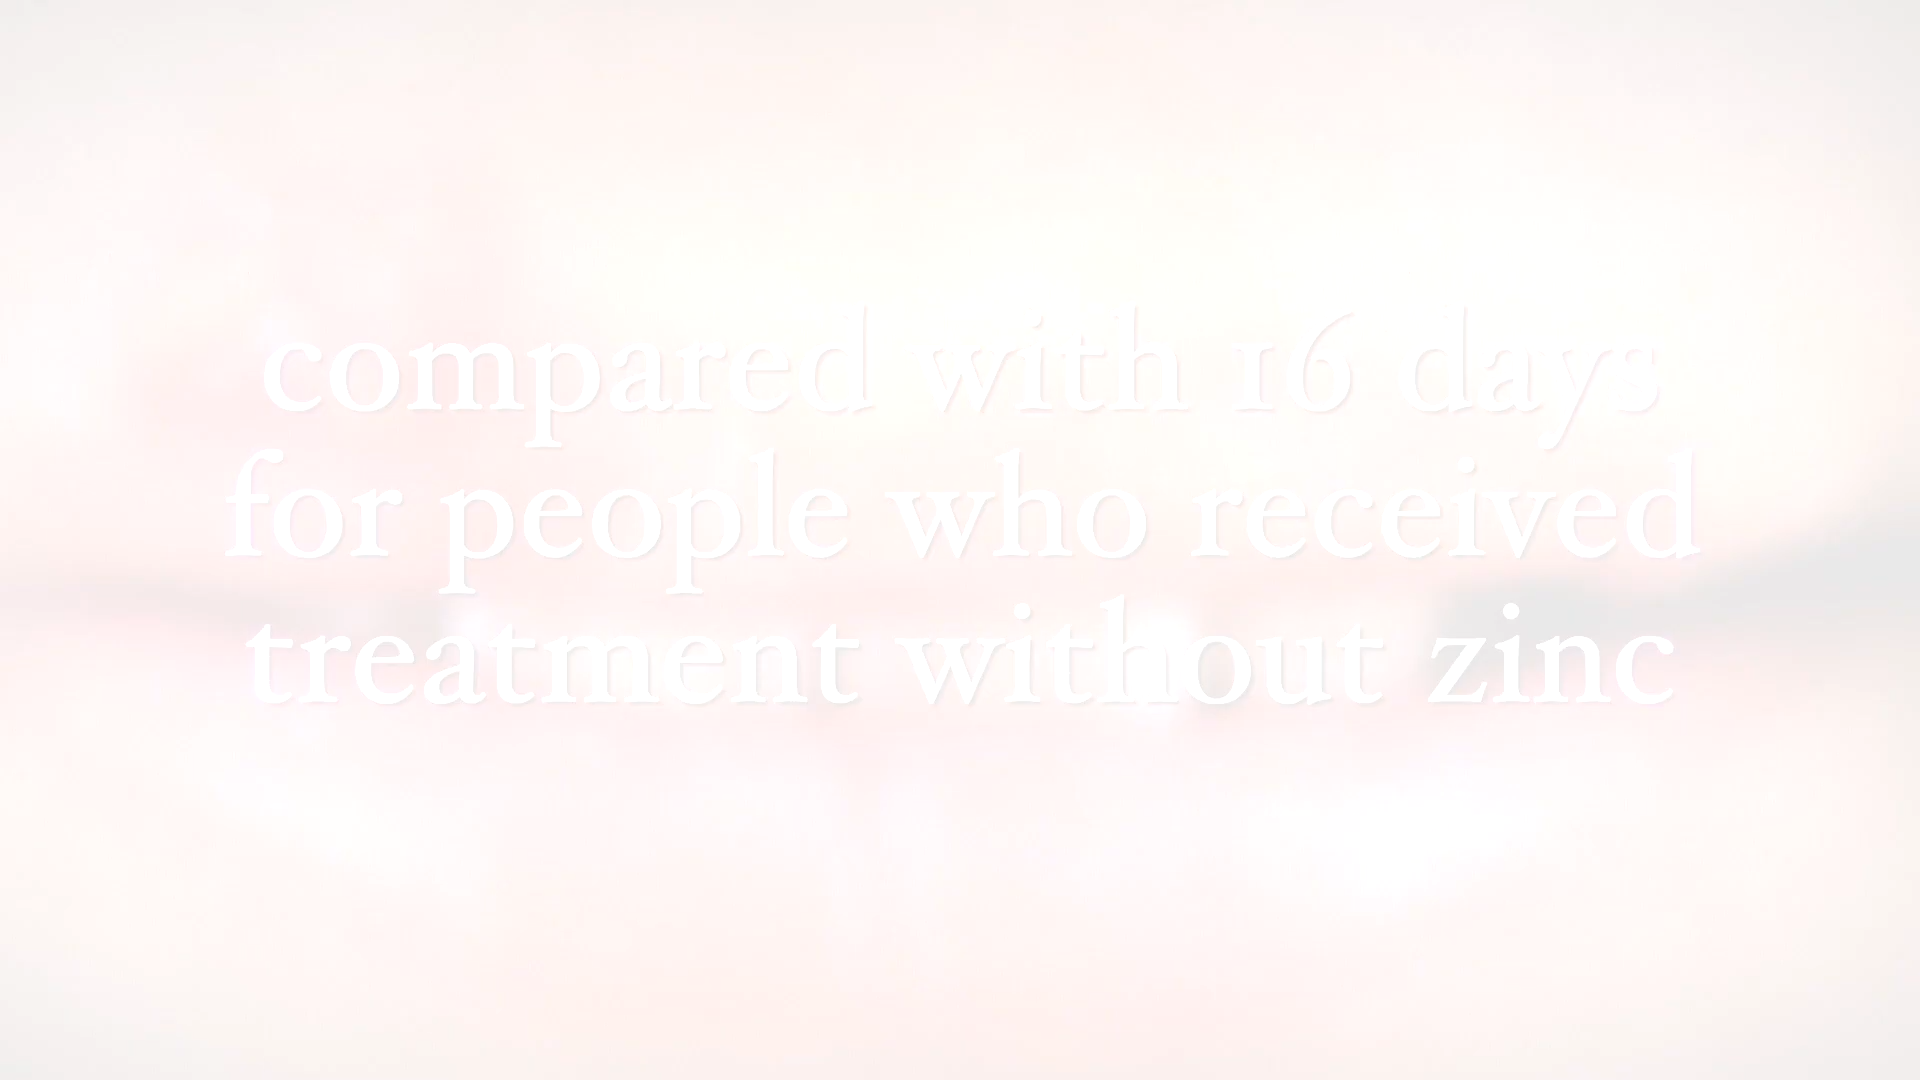 compared with 16 days
for people who received
treatment without zinc